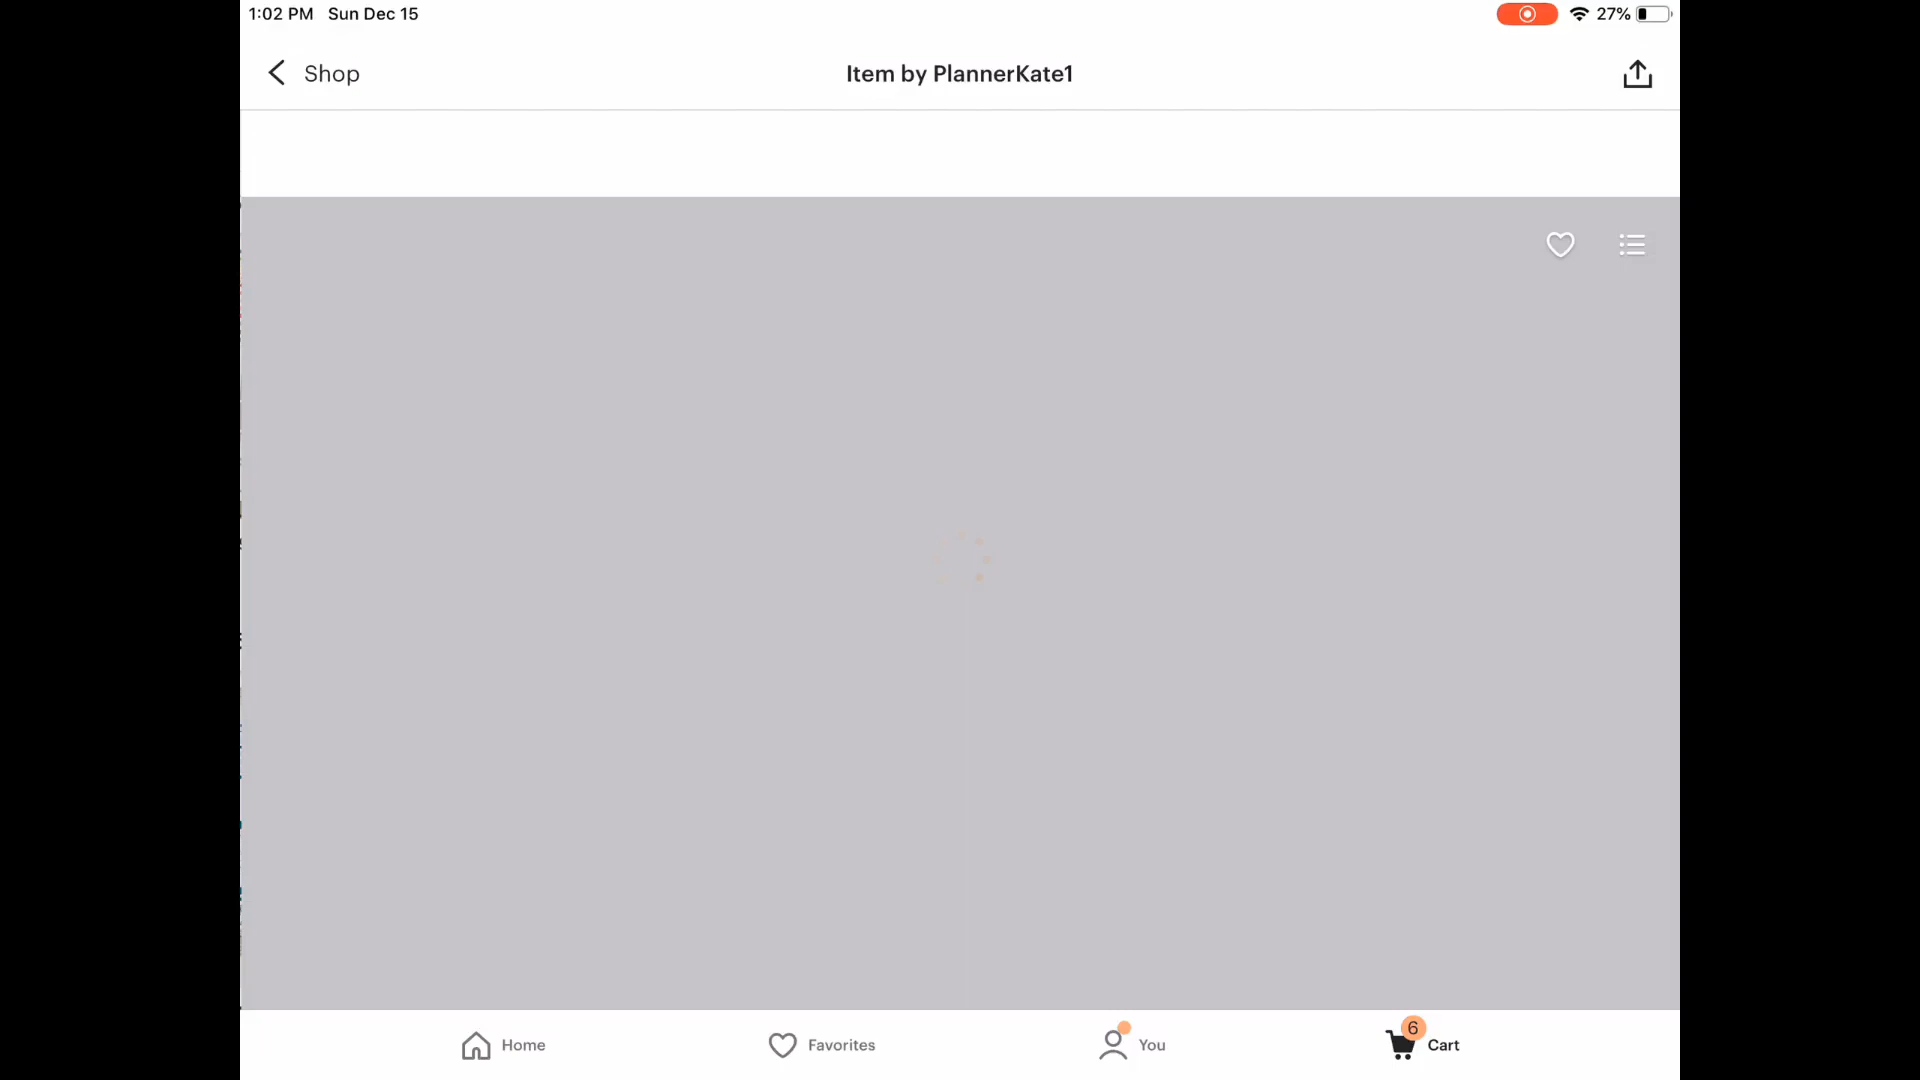 1:02 PM Sun Dec 15
27%
Shop
Item by PlannerKate1
Home
Favorites
You
6
Cart